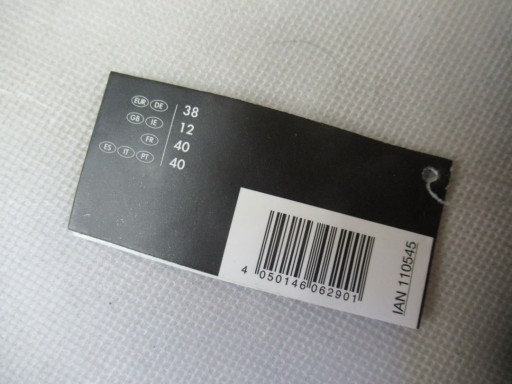 EUR DE 38
GB IE 12
FR 40
ES IT PT 40
4 050146 062901
IAN 110545